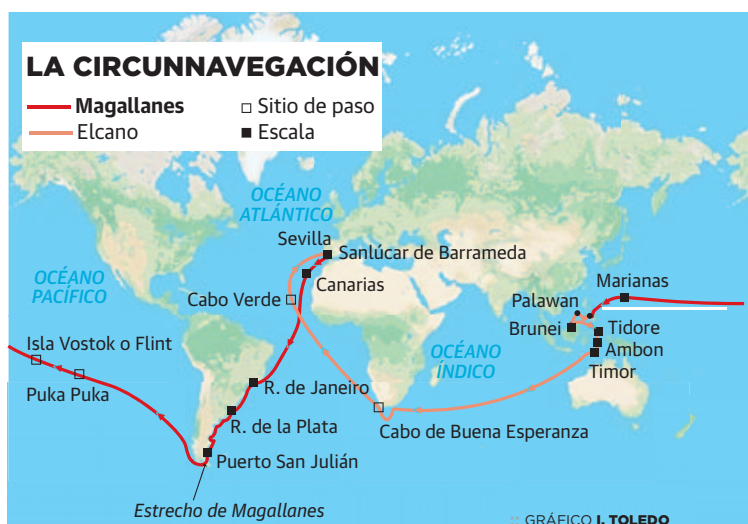 LA CIRCUNNAVEGACIÓN
Magallanes
□ Sitio de paso
Elcano
■ Escala
OCÉANO
ATLÁNTICO
Sevilla
Sanlúcar de Barrameda
OCÉANO
PACÍFICO
Canarias
Marianas
Cabo Verde
Palawan
Brunei
Tidore
Isla Vostok o Flint
OCÉANO
ÍNDICO
Ambon
Timor
Puka Puka
R. de Janeiro
R. de la Plata
Cabo de Buena Esperanza
Puerto San Julián
Estrecho de Magallanes
GRÁFICO I. TOLEDO